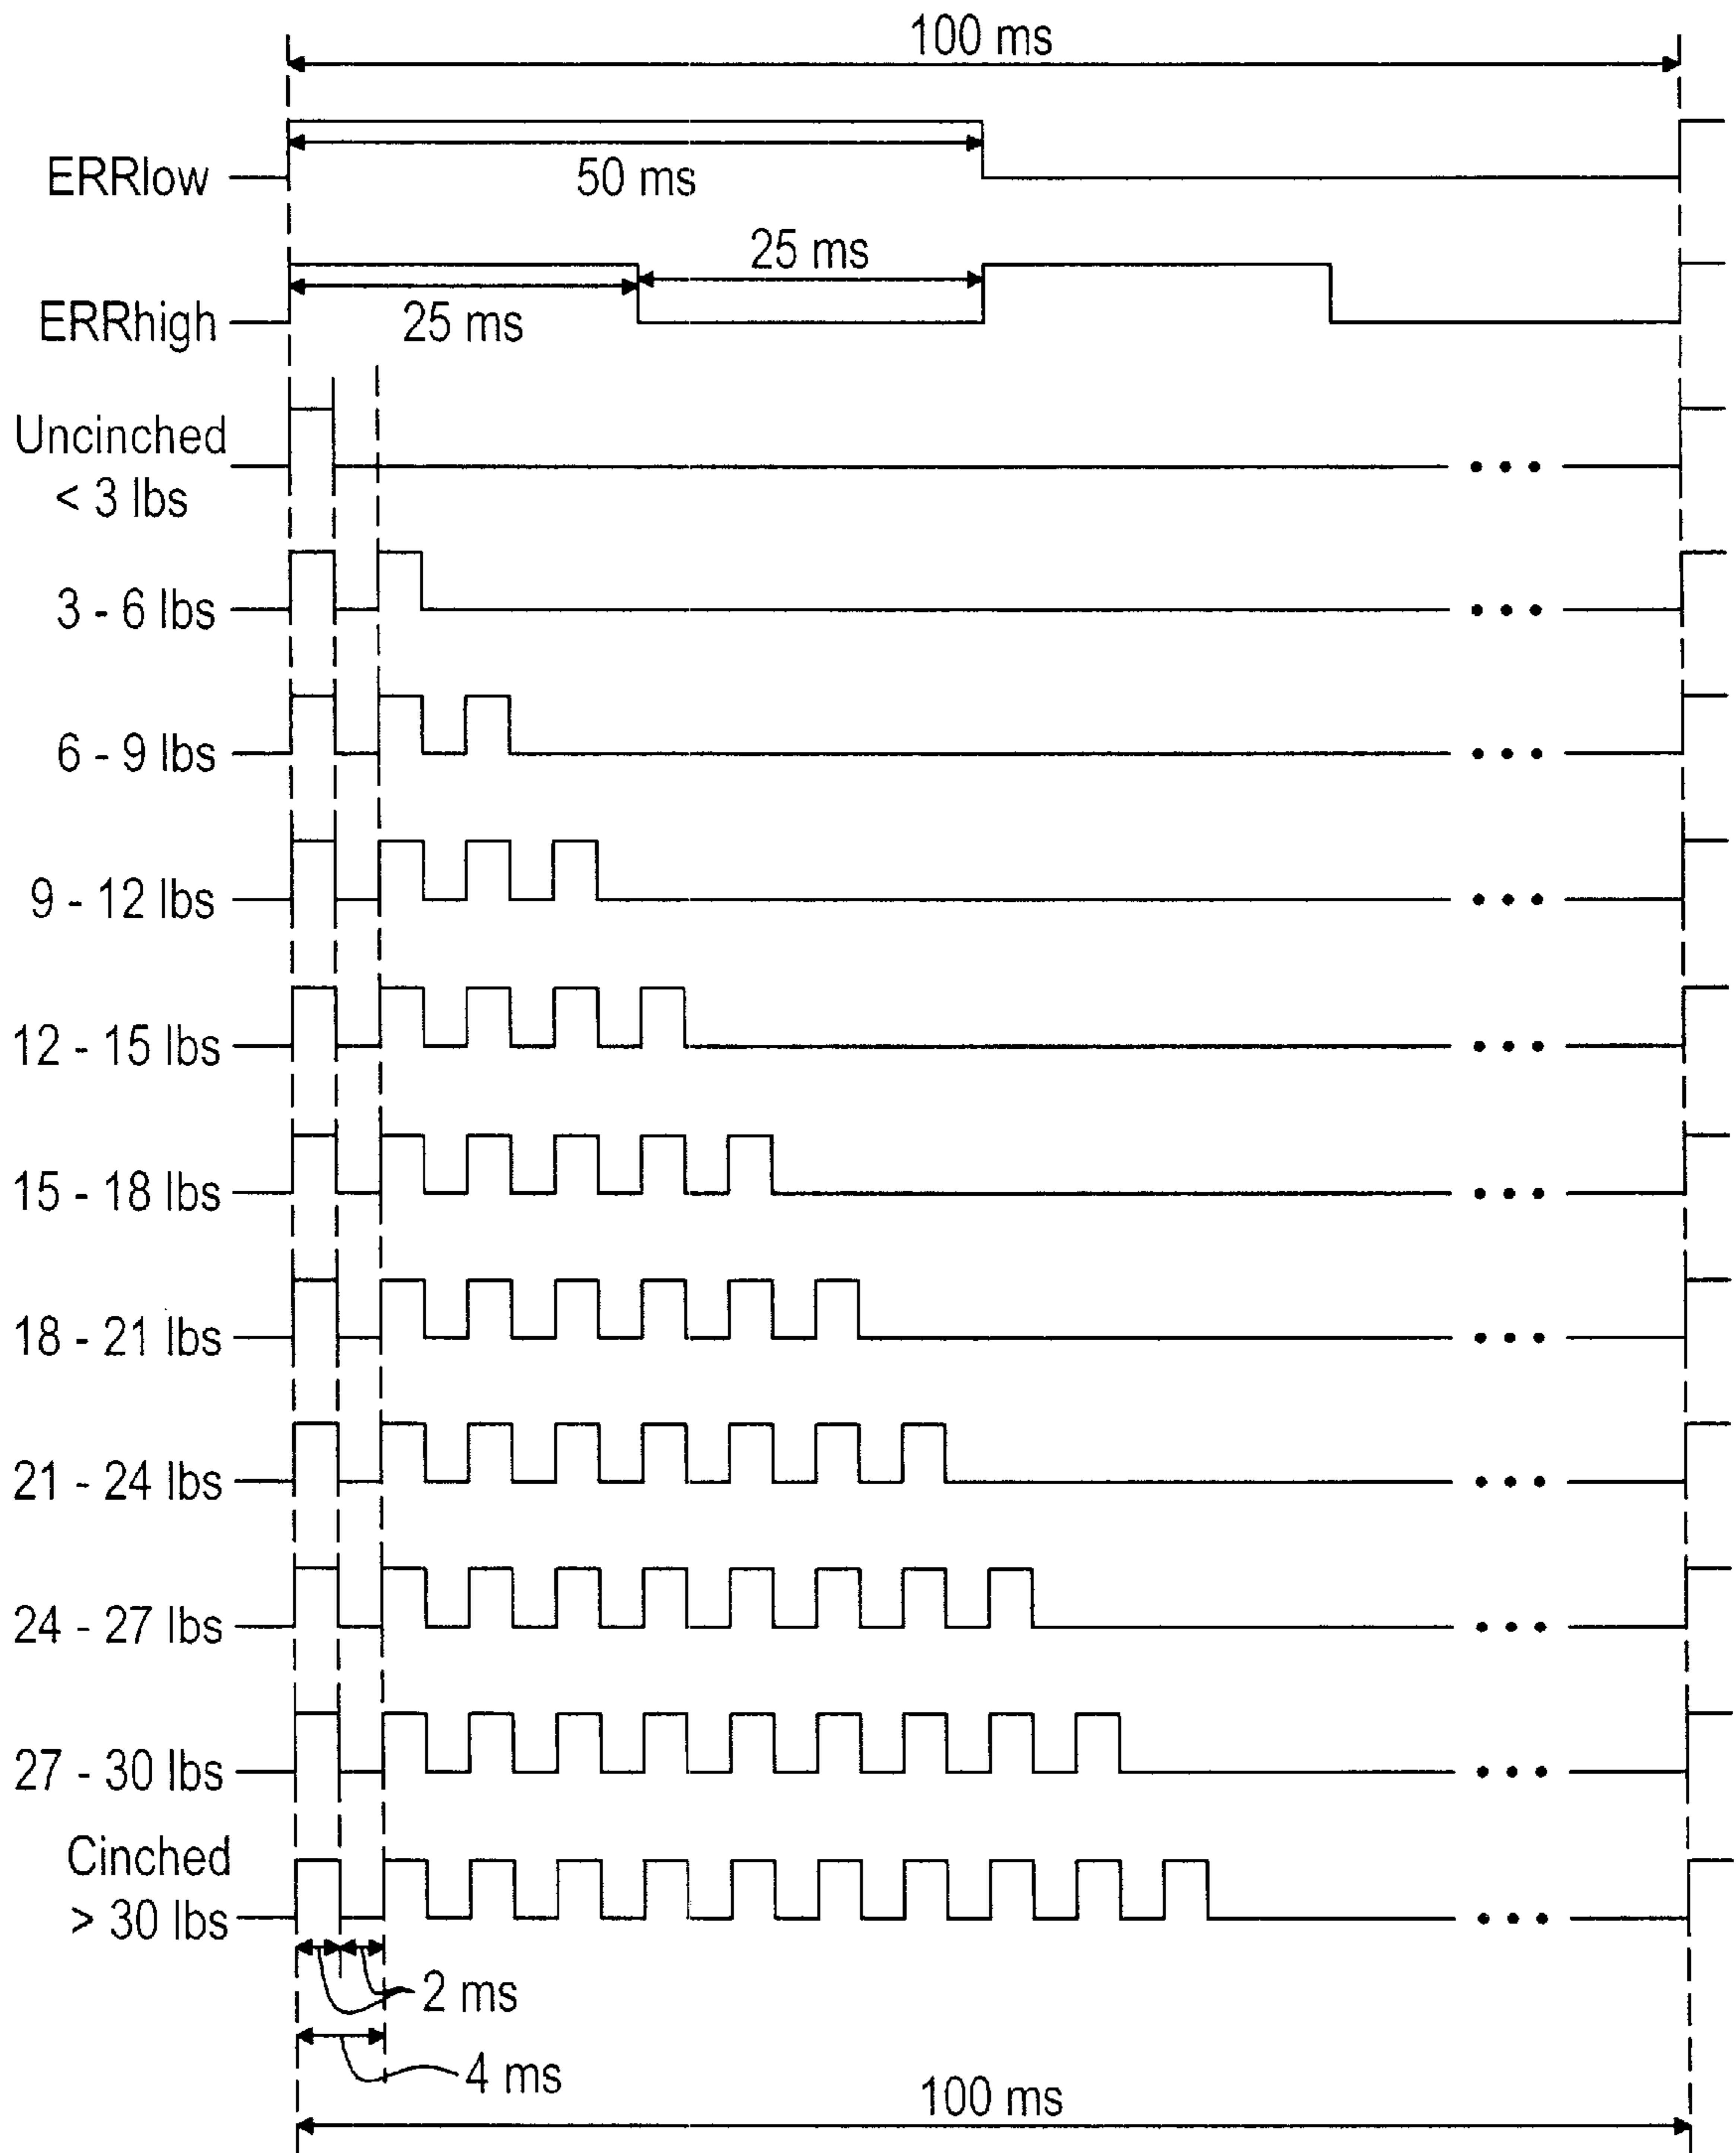 100 ms
ERRlow
50 ms
25 ms
ERRhigh
25 ms
Uncinched
< 3 lbs
3 - 6 lbs
6 - 9 lbs
9 - 12 lbs
12 - 15 lbs
15 - 18 lbs
18 - 21 lbs
21 - 24 lbs
24 - 27 lbs
27 - 30 lbs
Cinched
> 30 lbs
2 ms
4 ms
100 ms